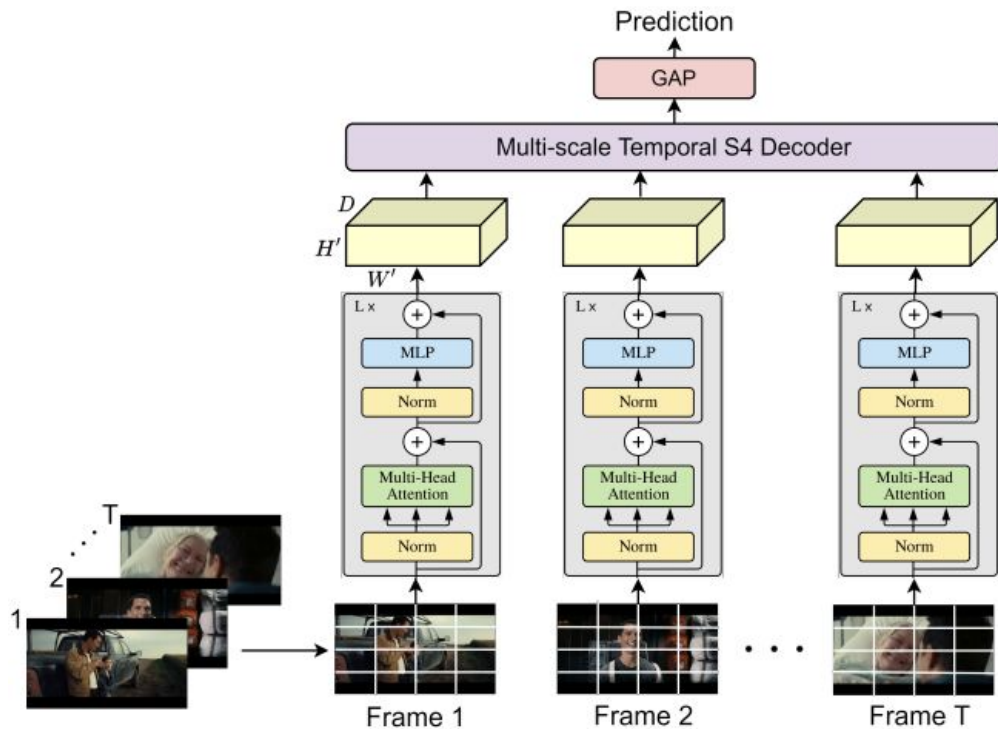 Prediction
GAP
Multi-scale Temporal S4 Decoder
D
H'
W'
L ×
MLP
Norm
Multi-Head
Attention
Norm
L ×
MLP
Norm
Multi-Head
Attention
Norm
L ×
MLP
Norm
Multi-Head
Attention
Norm
T
2
1
Frame 1
Frame 2
Frame T